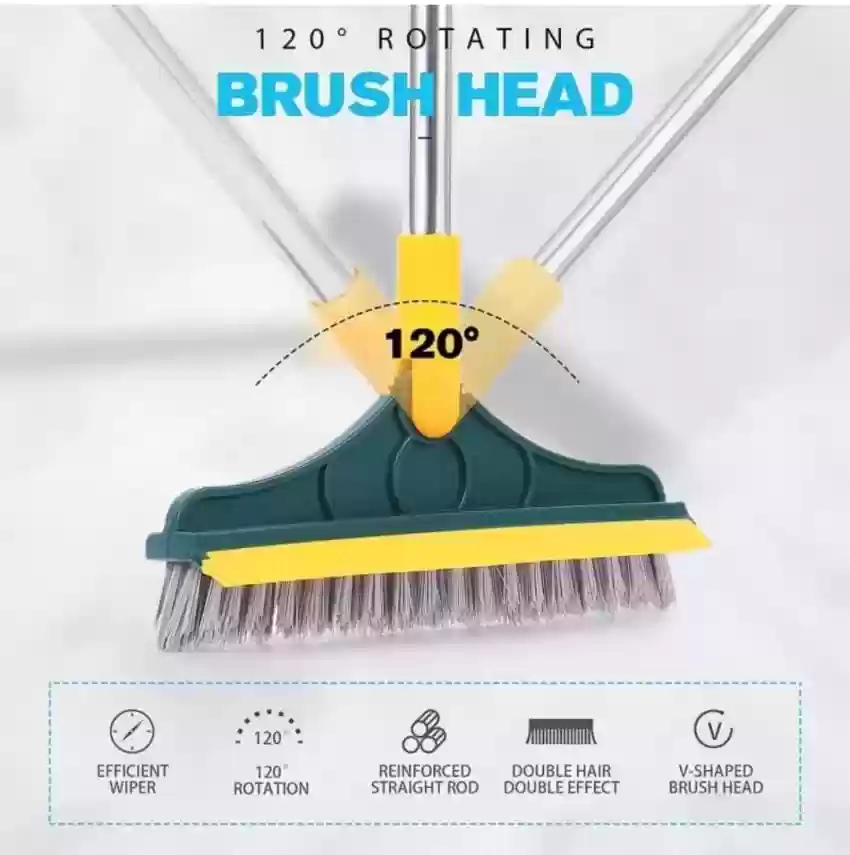 120° ROTATING
BRUSH HEAD
120°
120°
EFFICIENT
WIPER
120°
ROTATION
REINFORCED
STRAIGHT ROD
DOUBLE HAIR
DOUBLE EFFECT
V
V-SHAPED
BRUSH HEAD